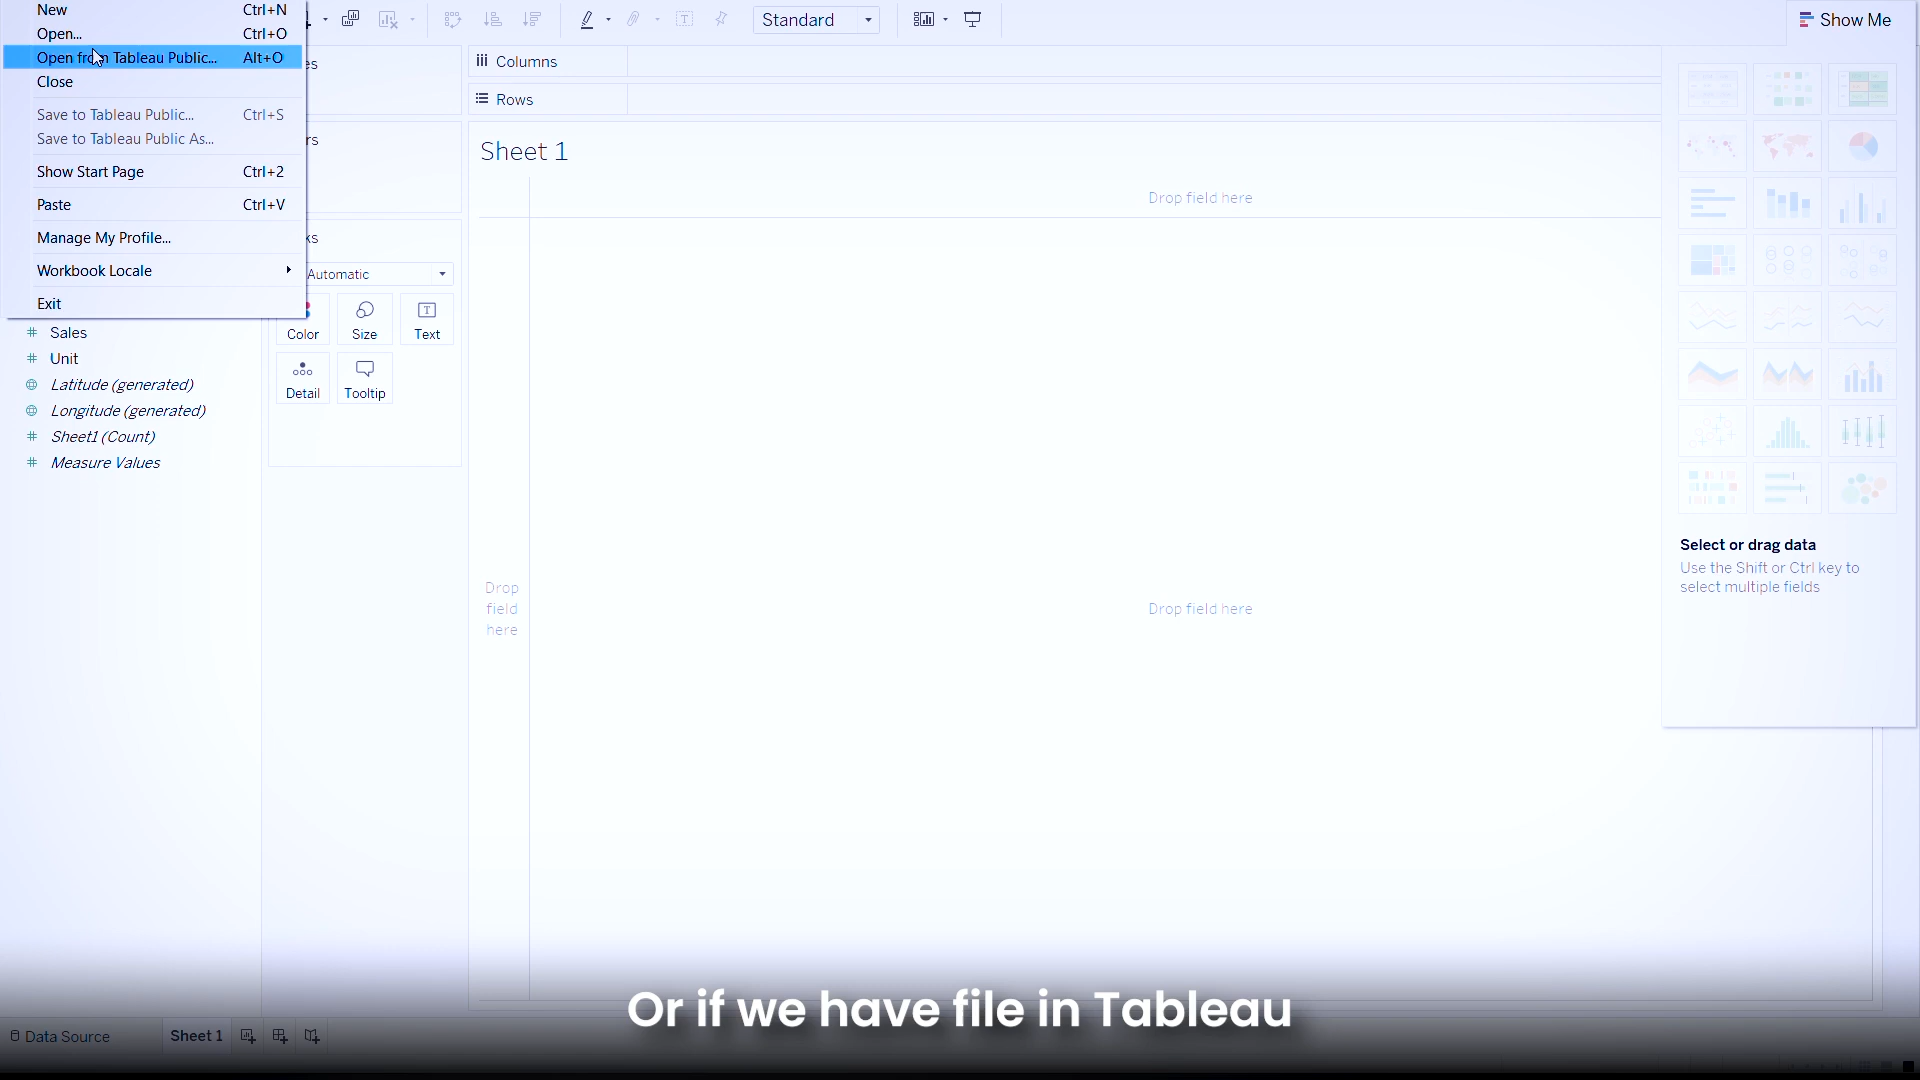 New Ctrl+N
Open... Ctrl+O
Open from Tableau Public... Alt+O
Close
Save to Tableau Public... Ctrl+S
Save to Tableau Public As...
Show Start Page Ctrl+2
Paste Ctrl+V
Manage My Profile...
Workbook Locale
Exit
Sales
Unit
Latitude (generated)
Longitude (generated)
Sheet1 (Count)
Measure Values
Automatic
Color
Size
Text
Detail
Tooltip
Standard
Show Me
Columns
Rows
Sheet 1
Drop field here
Drop
field
here
Drop field here
Select or drag data
Use the Shift or Ctrl key to
select multiple fields
Or if we have file in Tableau
Data Source
Sheet 1